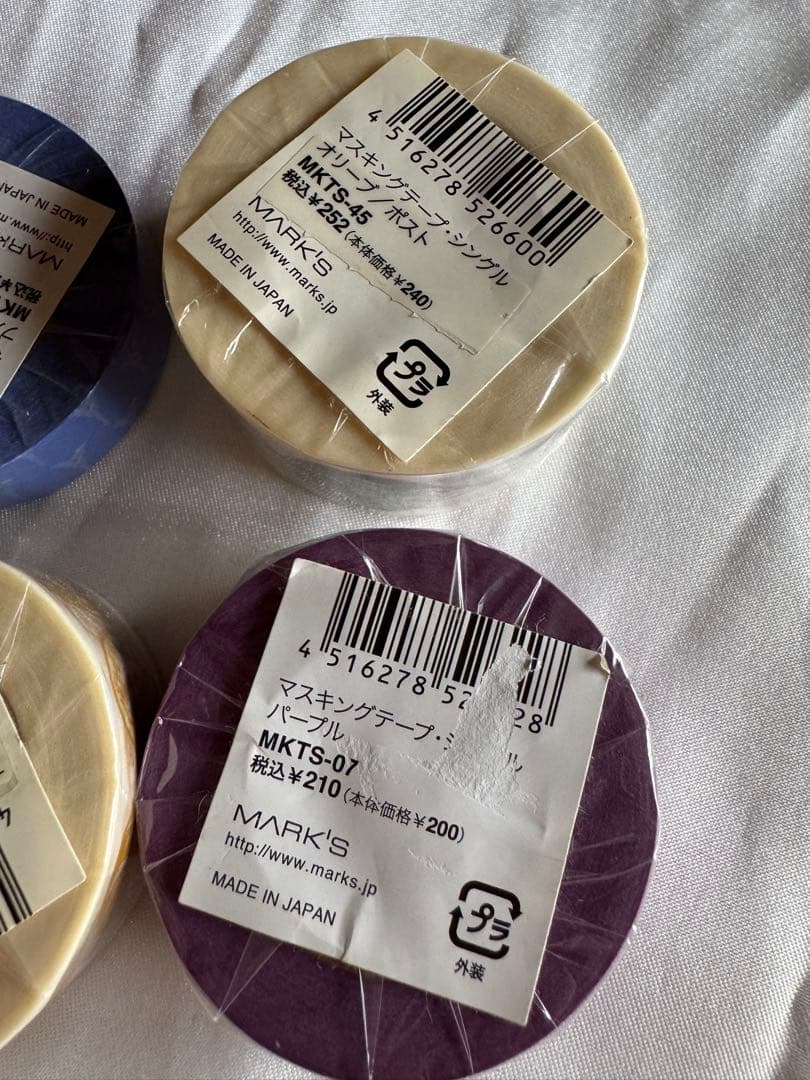 4 516278 526600
マスキングテープ・シングル
オリーブ／ポスト
MKTS-45
税込¥252(本体価格¥240)
MARK'S
http://www.marks.jp
MADE IN JAPAN
プラ
外装
MADE IN JAPAN
http://www.
税込¥
4 516278 52 28
マスキングテープ・シ ル
パープル
MKTS-07
税込¥210(本体価格¥200)
MARK'S
http://www.marks.jp
MADE IN JAPAN
プラ
外装